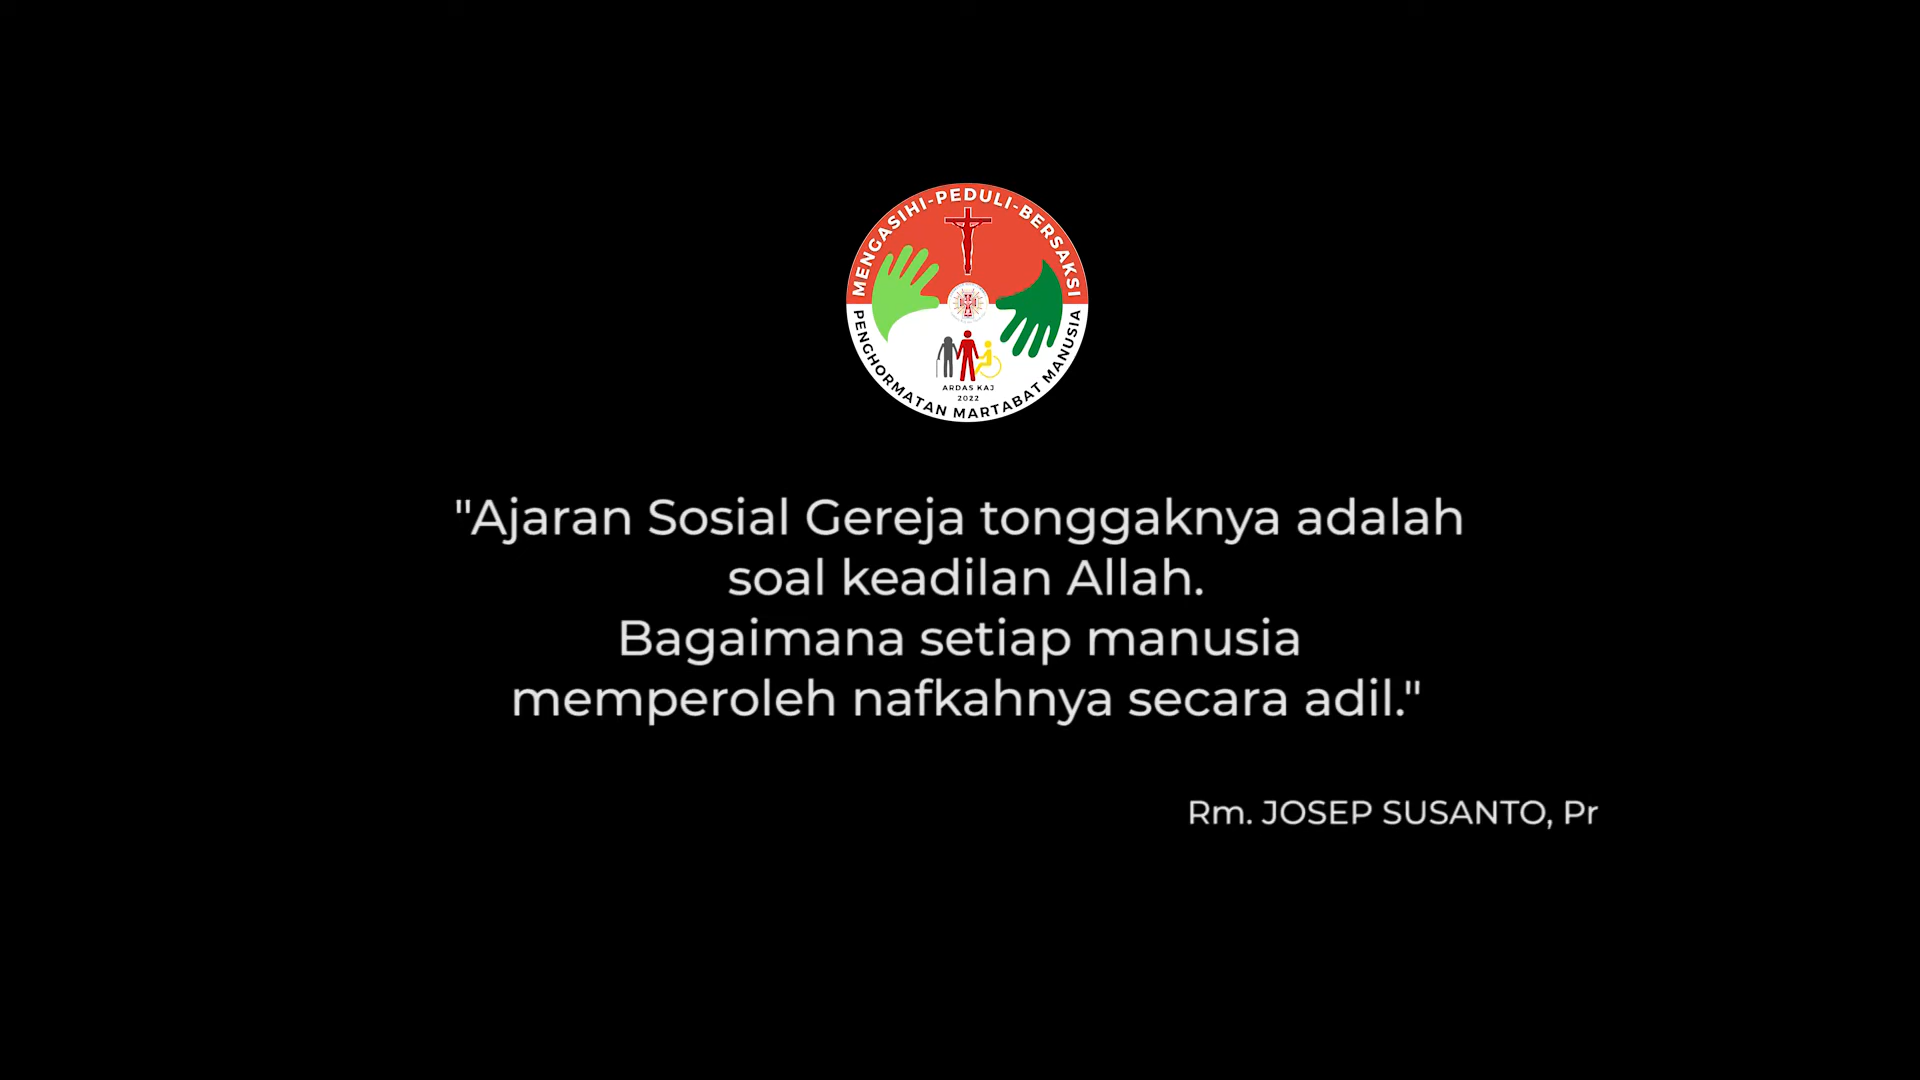 MENGASIHI-PEDULI-BERSAKSI
PENGHORMATAN MARTABAT MANUSIA
ARDAS KAJ
2022
"Ajaran Sosial Gereja tonggaknya adalah
soal keadilan Allah.
Bagaimana setiap manusia
memperoleh nafkahnya secara adil."
Rm. JOSEP SUSANTO, Pr